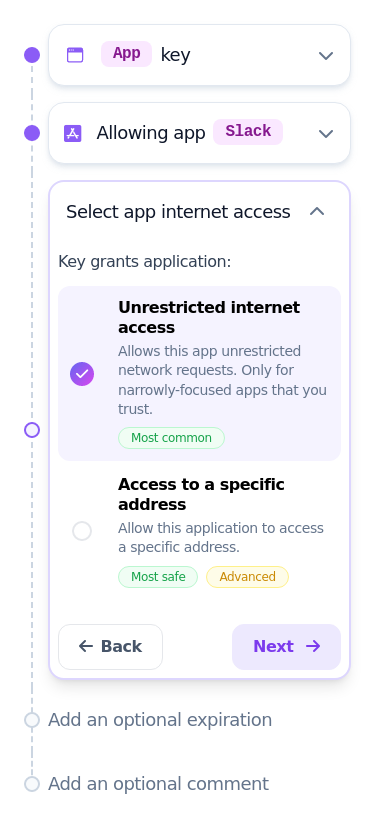 App key
Allowing app Slack
Select app internet access
Key grants application:
Unrestricted internet
access
Allows this app unrestricted
network requests. Only for
narrowly-focused apps that you
trust.
Most common
Access to a specific
address
Allow this application to access
a specific address.
Most safe Advanced
Back Next
Add an optional expiration
Add an optional comment